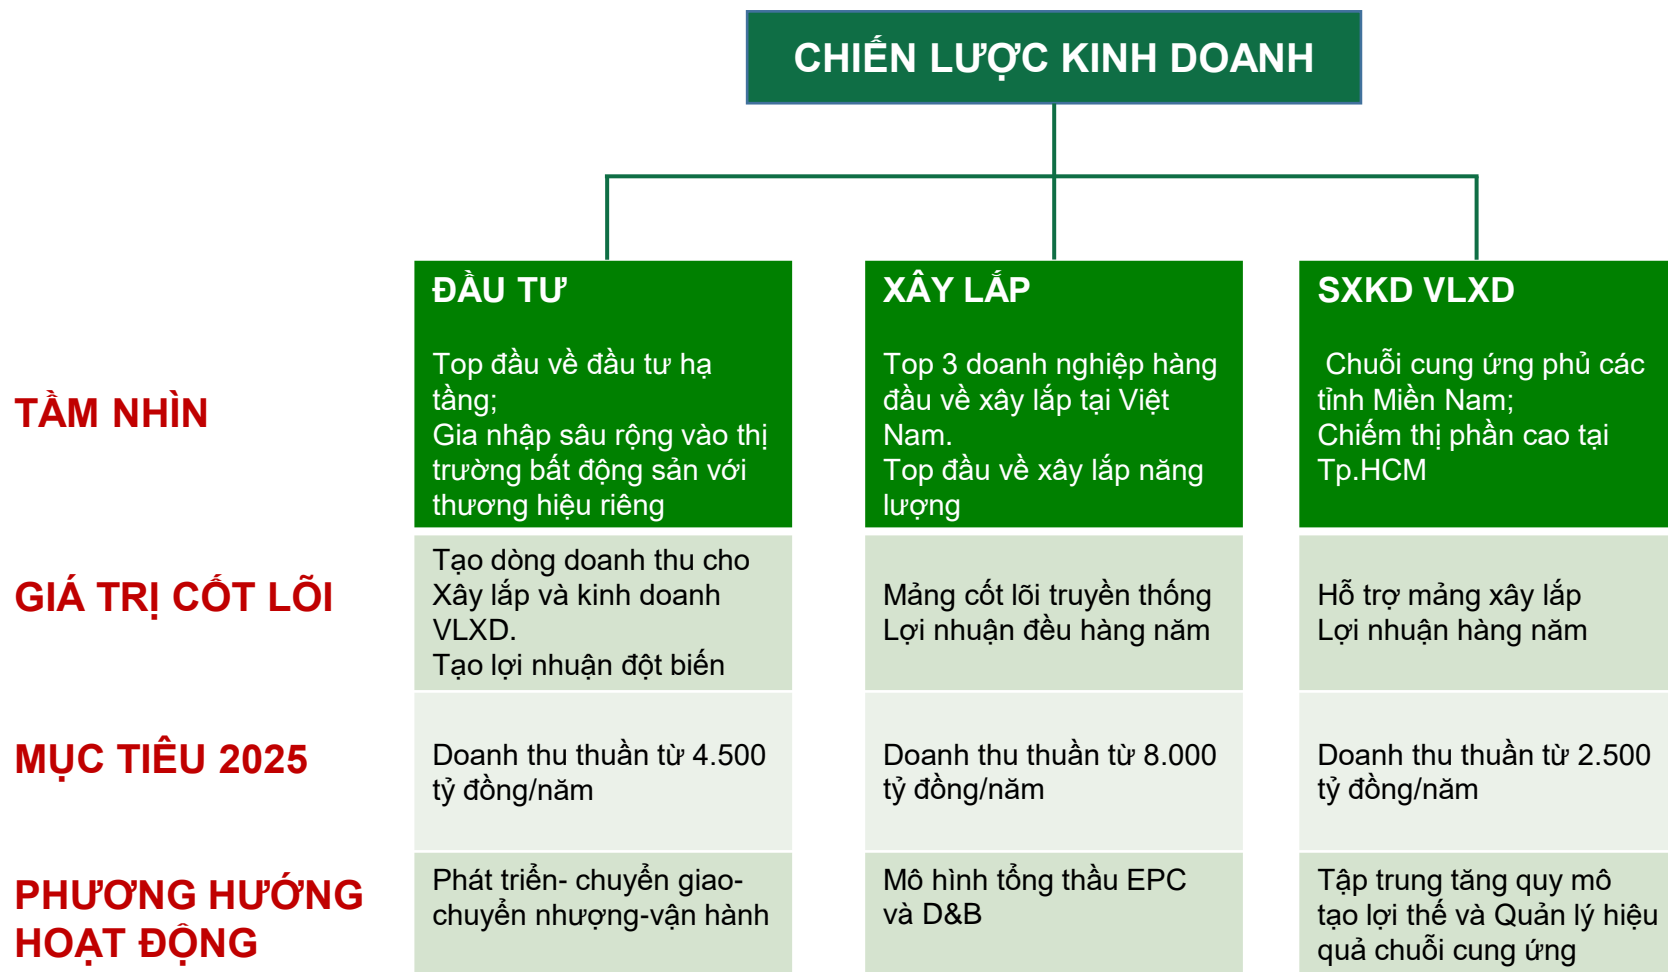 CHIẾN LƯỢC KINH DOANH
ĐẦU TƯ
XÂY LẮP
SXKD VLXD
TẦM NHÌN
Top đầu về đầu tư hạ
tầng;
Gia nhập sâu rộng vào thị
trường bất động sản với
thương hiệu riêng
Top 3 doanh nghiệp hàng
đầu về xây lắp tại Việt
Nam.
Top đầu về xây lắp năng
lượng
Chuỗi cung ứng phủ các
tỉnh Miền Nam;
Chiếm thị phần cao tại
Tp.HCM
GIÁ TRỊ CỐT LÕI
Tạo dòng doanh thu cho
Xây lắp và kinh doanh
VLXD.
Tạo lợi nhuận đột biến
Mảng cốt lõi truyền thống
Lợi nhuận đều hàng năm
Hỗ trợ mảng xây lắp
Lợi nhuận hàng năm
MỤC TIÊU 2025
Doanh thu thuần từ 4.500
tỷ đồng/năm
Doanh thu thuần từ 8.000
tỷ đồng/năm
Doanh thu thuần từ 2.500
tỷ đồng/năm
PHƯƠNG HƯỚNG
HOẠT ĐỘNG
Phát triển- chuyển giao-
chuyển nhượng-vận hành
Mô hình tổng thầu EPC
và D&B
Tập trung tăng quy mô
tạo lợi thế và Quản lý hiệu
quả chuỗi cung ứng